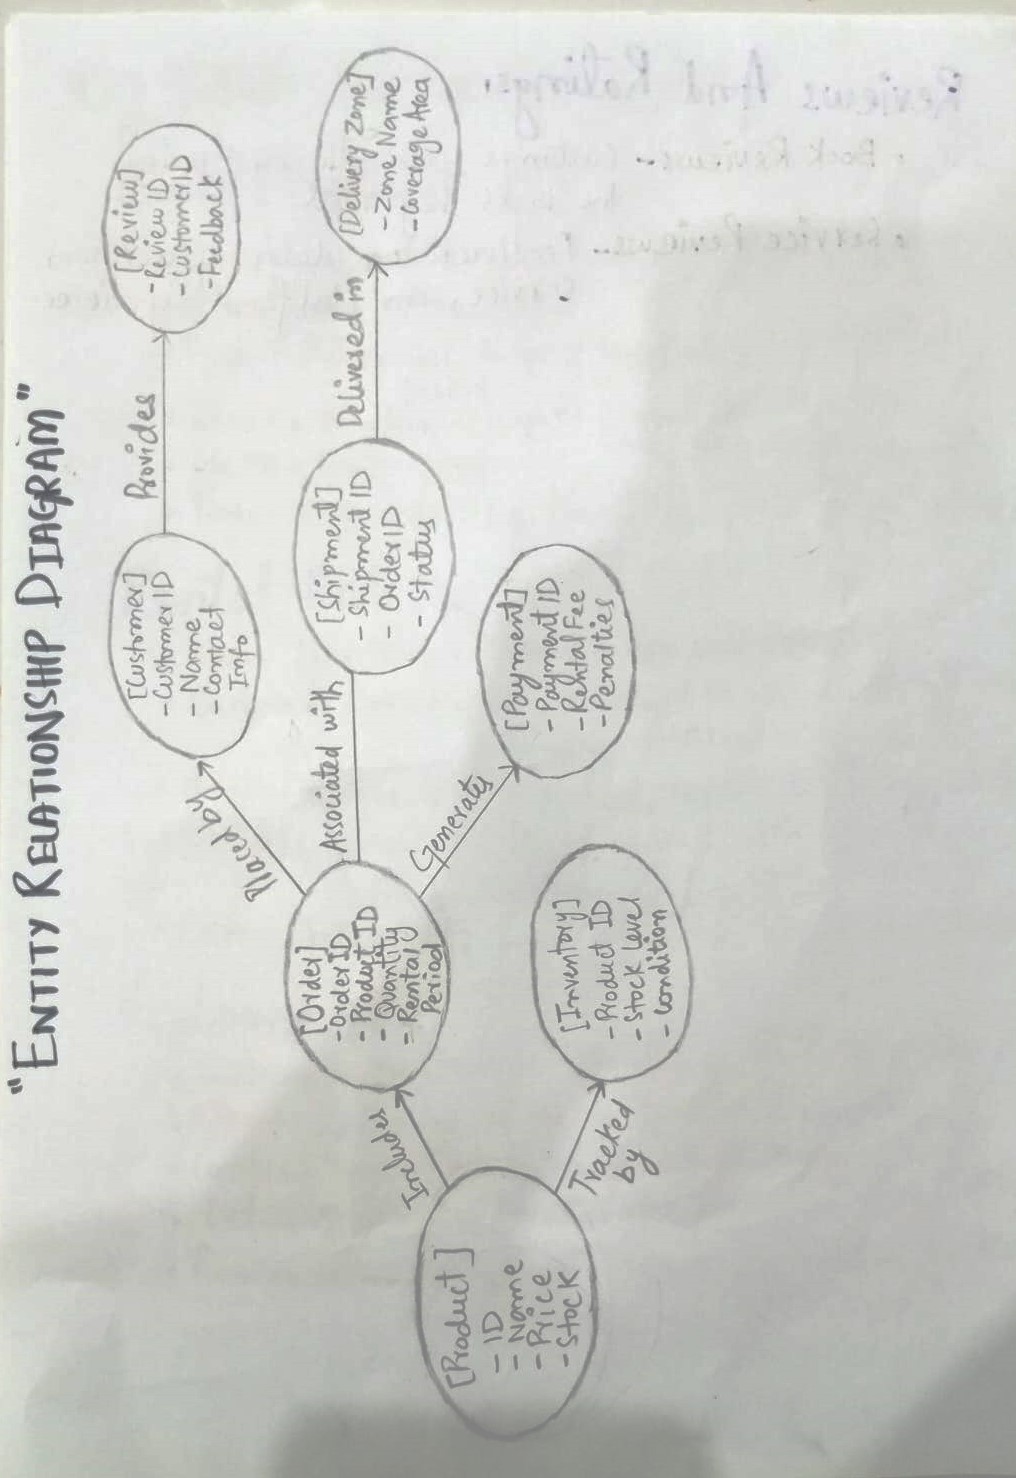 "ENTITY RELATIONSHIP DIAGRAM"
[Product]
- ID
- Name
- Price
- Stock
Includes
Tracked
by
[Order]
- Order ID
- Product ID
- Quantity
- Rental
Period
[Inventory]
- Product ID
- Stock Level
- Condition
Placed by
Associated with
Generates
[Customer]
- Customer ID
- Name
- Contact
Info
[Shipment]
- Shipment ID
- Order ID
- Status
[Payment]
- Payment ID
- Rental Fee
- Penalties
Provides
Delivered in
[Review]
- Review ID
- Customer ID
- Feedback
[Delivery Zone]
- Zone Name
- Coverage Area
Reviews And Ratings.
• Book Reviews
• Service Reviews